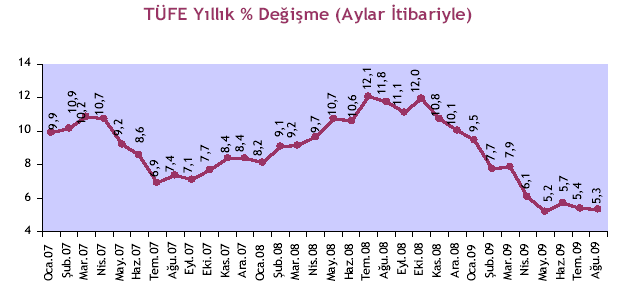 TÜFE Yıllık % Değişme (Aylar İtibariyle)
14
12
10
8
6
4
9,9
10,9
10,2
10,7
9,2
8,6
6,9
7,4
7,1
7,7
8,4
8,4
8,2
9,1
9,2
9,7
10,7
10,6
12,1
11,8
11,1
12,0
10,8
10,1
9,5
7,7
7,9
6,1
5,2
5,7
5,4
5,3
Oca.07
Şub.07
Mar.07
Nis.07
May.07
Haz.07
Tem.07
Ağu.07
Eyl.07
Eki.07
Kas.07
Ara.07
Oca.08
Şub.08
Mar.08
Nis.08
May.08
Haz.08
Tem.08
Ağu.08
Eyl.08
Eki.08
Kas.08
Ara.08
Oca.09
Şub.09
Mar.09
Nis.09
May.09
Haz.09
Tem.09
Ağu.09